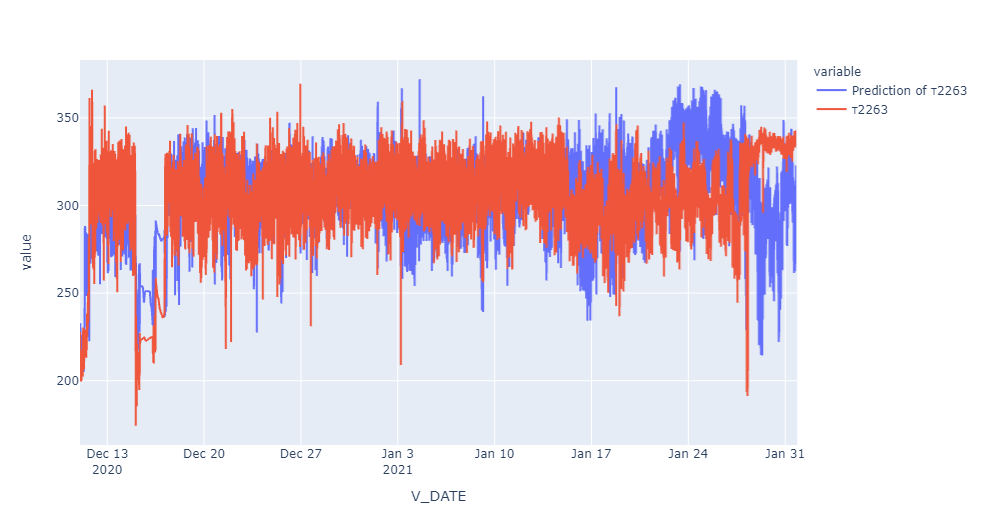 variable
Prediction of т2263
т2263
350
300
250
200
value
Dec 13
2020
Dec 20
Dec 27
Jan 3
2021
Jan 10
Jan 17
Jan 24
Jan 31
V_DATE